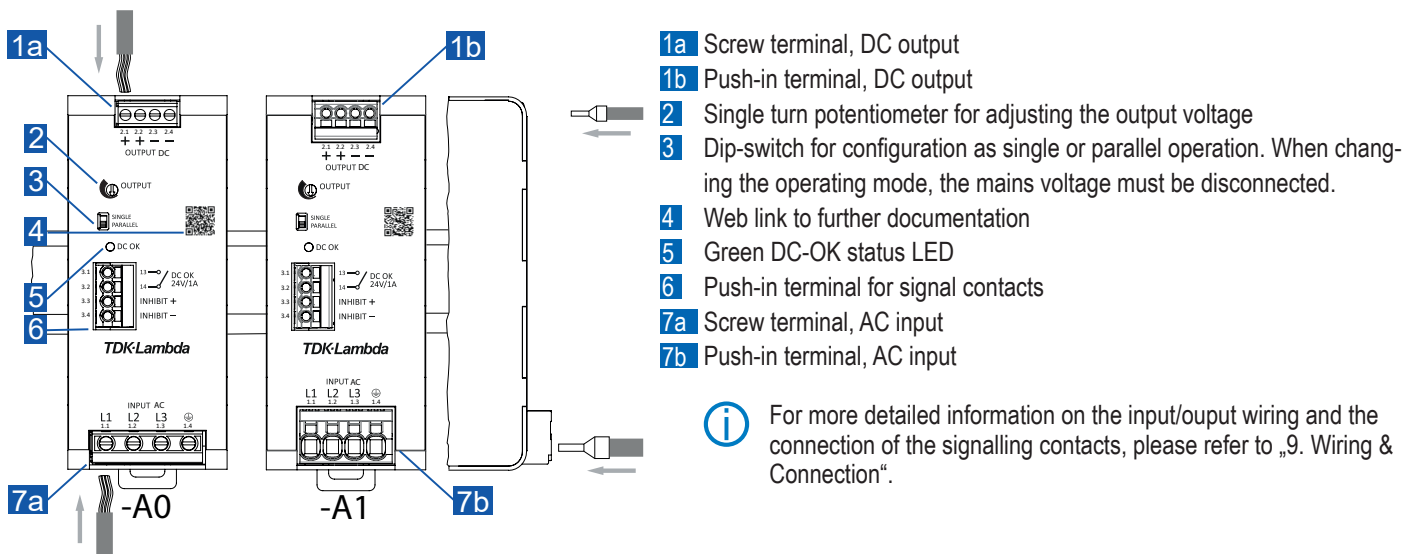 1a
1b
2.1 2.2 2.3 2.4
+ + − −
OUTPUT DC
2
OUTPUT
3
SINGLE
PARALLEL
4
DC OK
3.1
3.2
3.3
3.4
13
14
DC OK
24V/1A
INHIBIT +
INHIBIT −
5
6
TDK·Lambda
INPUT AC
L1 L2 L3
1.1 1.2 1.3 1.4
7a
-A0
2.1 2.2 2.3 2.4
+ + − −
OUTPUT DC
OUTPUT
SINGLE
PARALLEL
DC OK
3.1
3.2
3.3
3.4
13
14
DC OK
24V/1A
INHIBIT +
INHIBIT −
TDK·Lambda
INPUT AC
L1 L2 L3
1.1 1.2 1.3 1.4
7b
-A1
1a Screw terminal, DC output
1b Push-in terminal, DC output
2 Single turn potentiometer for adjusting the output voltage
3 Dip-switch for configuration as single or parallel operation. When chang-
ing the operating mode, the mains voltage must be disconnected.
4 Web link to further documentation
5 Green DC-OK status LED
6 Push-in terminal for signal contacts
7a Screw terminal, AC input
7b Push-in terminal, AC input
i
For more detailed information on the input/ouput wiring and the
connection of the signalling contacts, please refer to „9. Wiring &
Connection“.